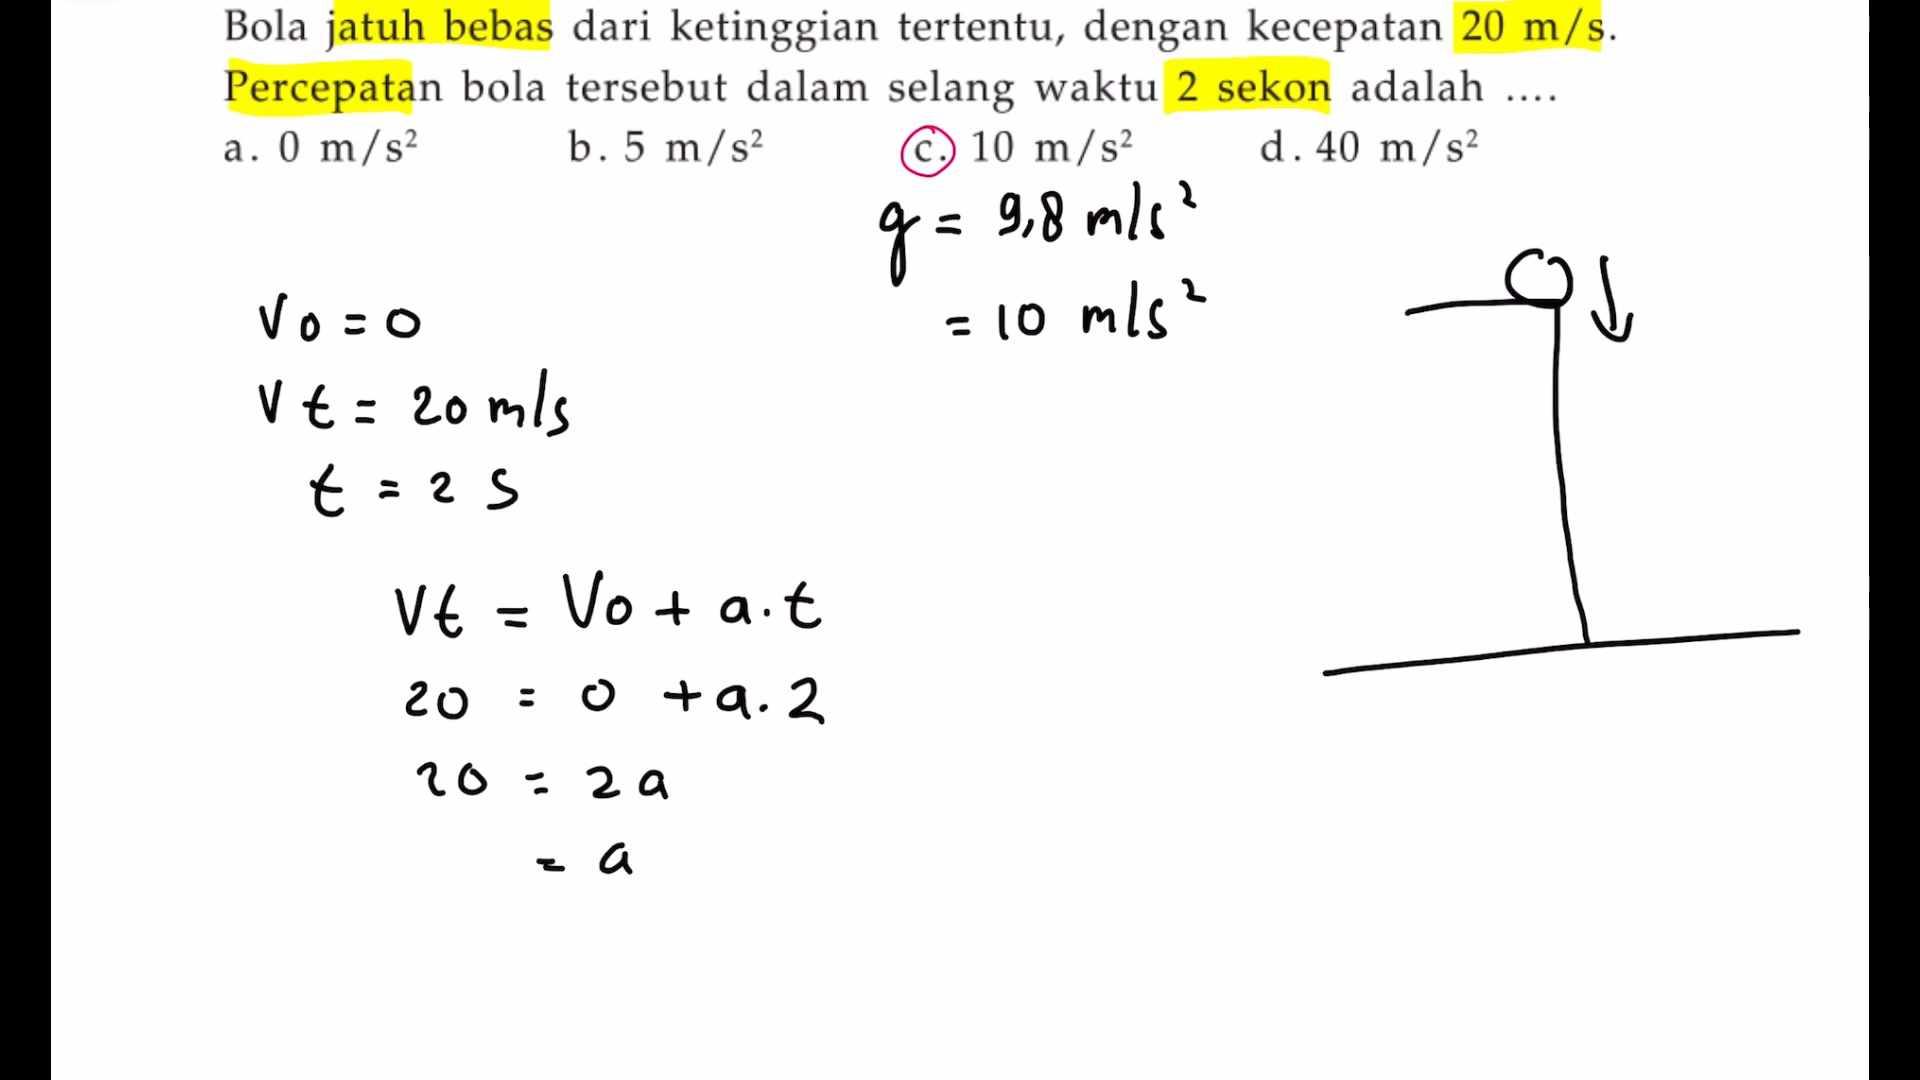 Bola jatuh bebas dari ketinggian tertentu, dengan kecepatan 20 m/s.
Percepatan bola tersebut dalam selang waktu 2 sekon adalah ....
a. 0 m/s² b. 5 m/s² c. 10 m/s² d. 40 m/s²
g = 9,8 m/s²
= 10 m/s²
Vo = 0
Vt = 20 m/s
t = 2 s
Vt = Vo + a.t
20 = 0 + a.2
20 = 2a
= a